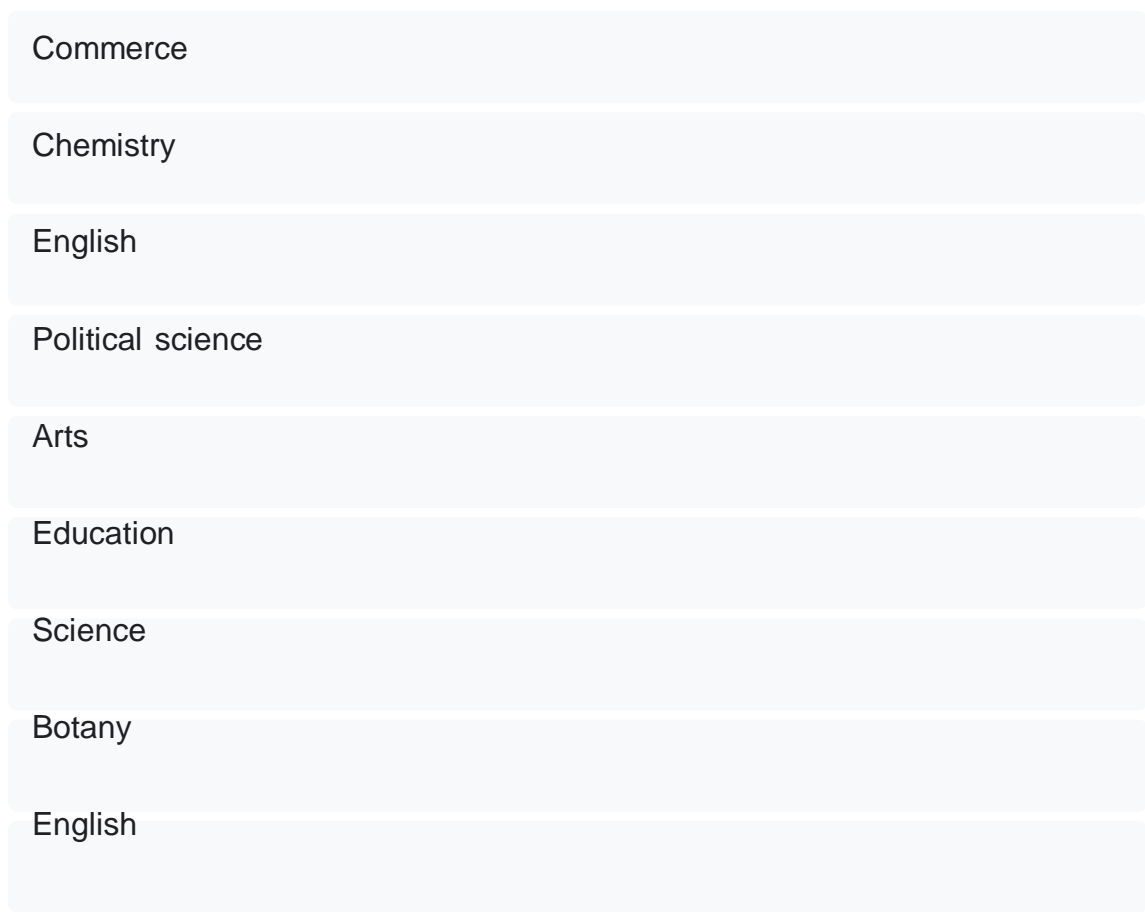 Commerce
Chemistry
English
Political science
Arts
Education
Science
Botany
English